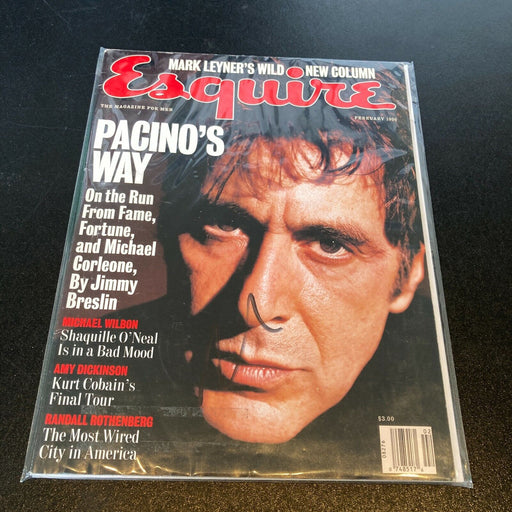 MARK LEYNER'S WILD NEW COLUMN
Esquire
THE MAGAZINE FOR MEN
FEBRUARY 1996
PACINO'S
WAY
On the Run
From Fame,
Fortune,
and Michael
Corleone,
By Jimmy
Breslin
MICHAEL WILBON
Shaquille O'Neal
Is in a Bad Mood
AMY DICKINSON
Kurt Cobain's
Final Tour
RANDALL ROTHENBERG
The Most Wired
City in America
$3.00
02
08276